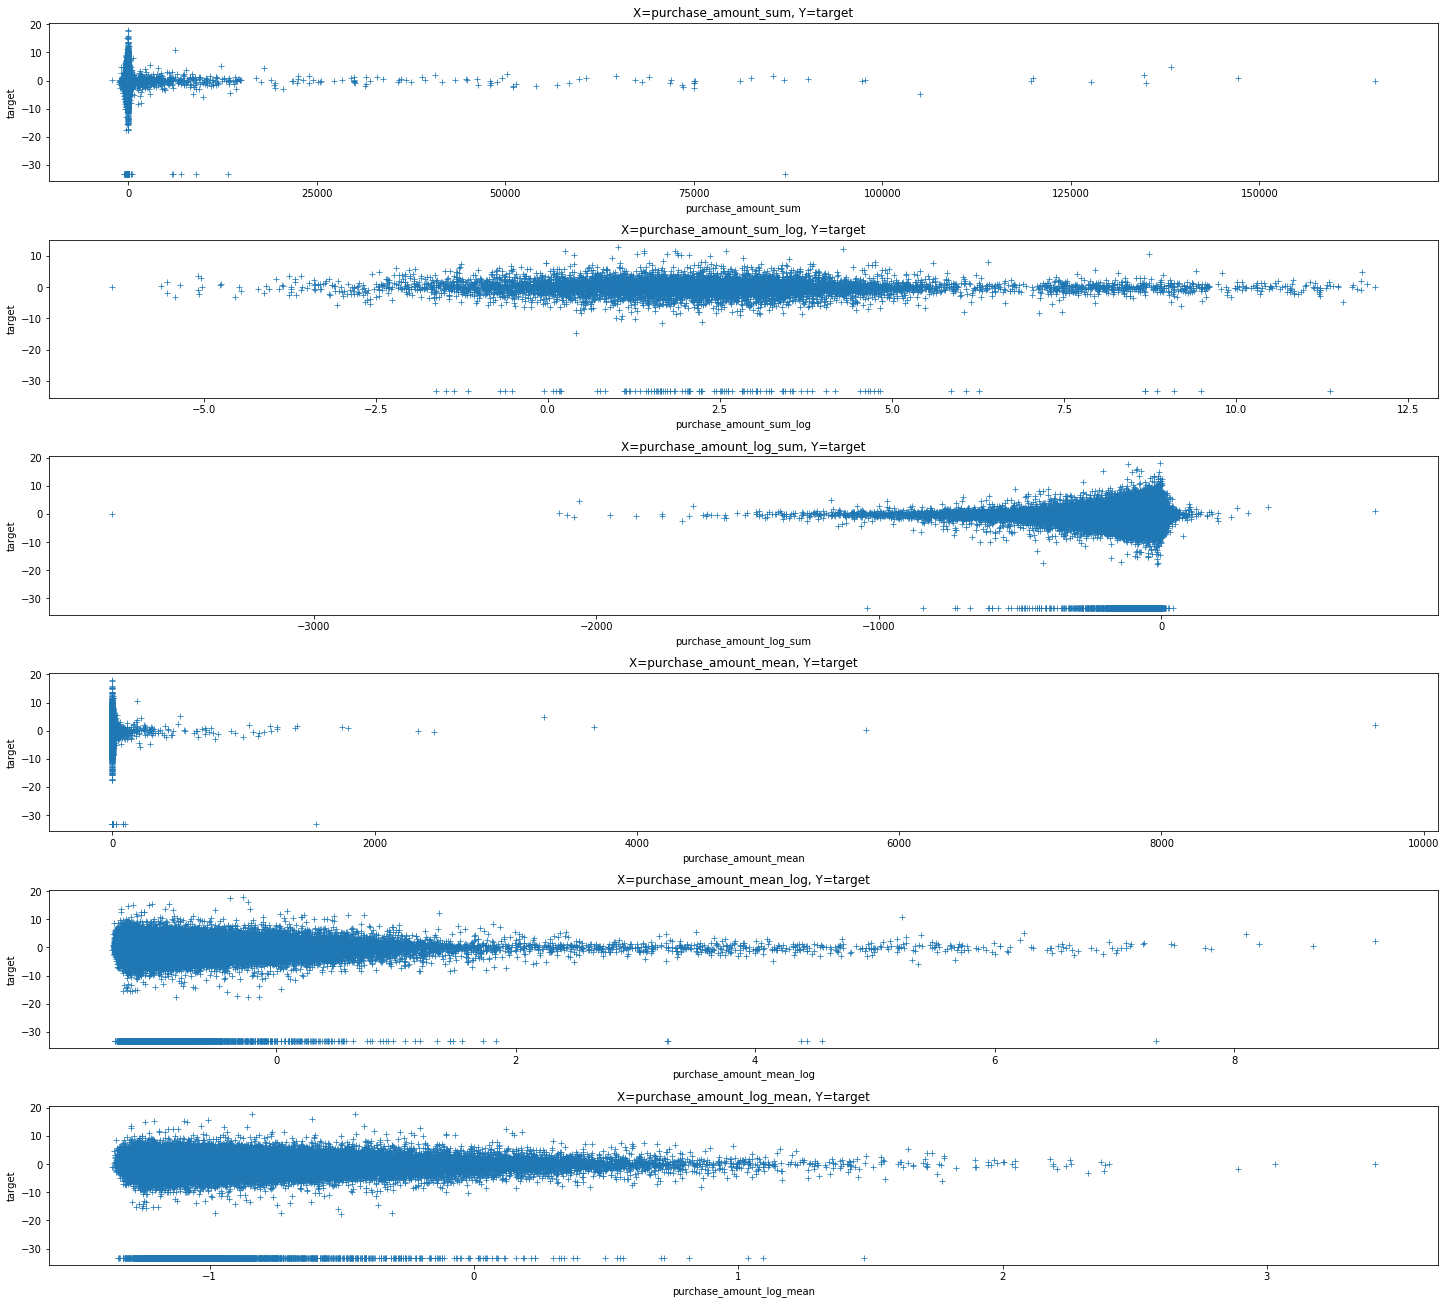 X=purchase_amount_sum, Y=target
20
10
0
−10
−20
−30
target
0 25000 50000 75000 100000 125000 150000
purchase_amount_sum
X=purchase_amount_sum_log, Y=target
10
0
−10
−20
−30
target
−5.0 −2.5 0.0 2.5 5.0 7.5 10.0 12.5
purchase_amount_sum_log
X=purchase_amount_log_sum, Y=target
20
10
0
−10
−20
−30
target
−3000 −2000 −1000 0
purchase_amount_log_sum
X=purchase_amount_mean, Y=target
20
10
0
−10
−20
−30
target
0 2000 4000 6000 8000 10000
purchase_amount_mean
X=purchase_amount_mean_log, Y=target
20
10
0
−10
−20
−30
target
0 2 4 6 8
purchase_amount_mean_log
X=purchase_amount_log_mean, Y=target
20
10
0
−10
−20
−30
target
−1 0 1 2 3
purchase_amount_log_mean